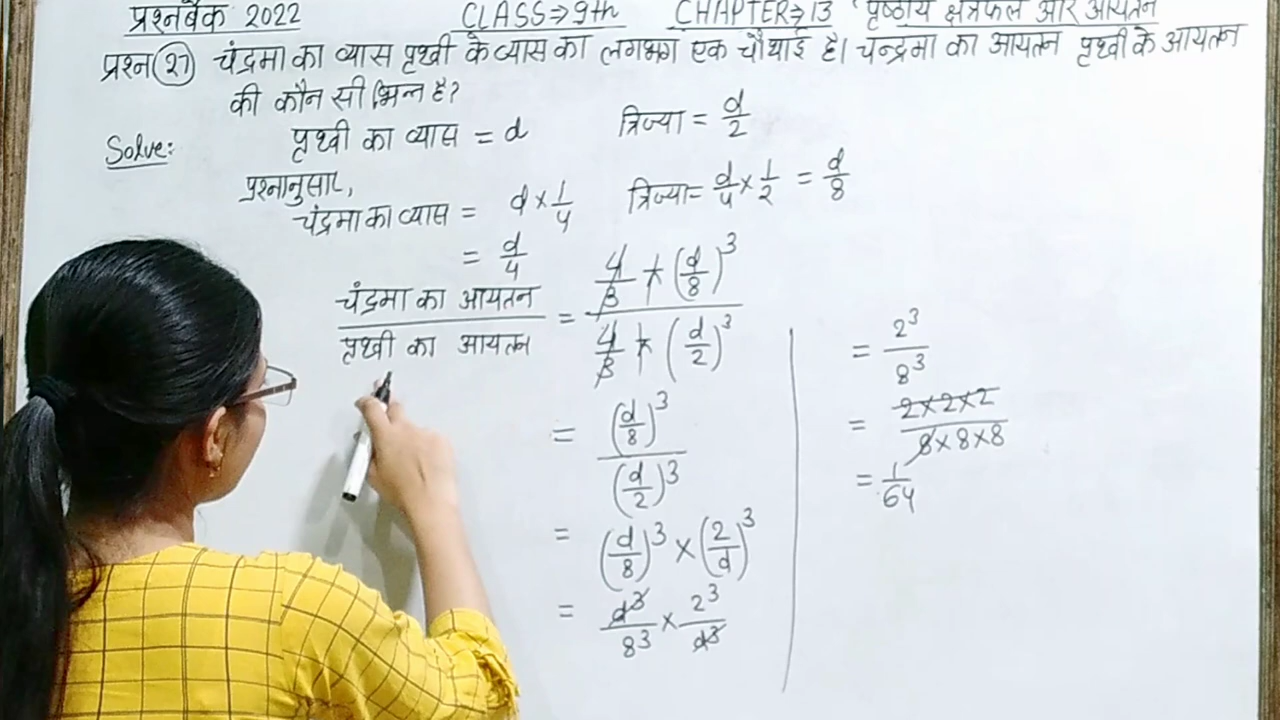 प्रश्नबैंक 2022 CLASS⇒9th CHAPTER⇒13 पृष्ठीय क्षेत्रफल और आयतन
प्रश्न (27) चंद्रमा का व्यास पृथ्वी के व्यास का लगभग एक चौथाई है। चन्द्रमा का आयतन पृथ्वी के आयतन
की कौन सी भिन्न है?
Solve: पृथ्वी का व्यास = d त्रिज्या = d/2
प्रश्नानुसार,
चंद्रमा का व्यास = d×1/4 त्रिज्या = d/4 × 1/2 = d/8
= d/4
चंद्रमा का आयतन / पृथ्वी का आयतन = 4/3 π (d/8)³ / 4/3 π (d/2)³
= (d/8)³ / (d/2)³
= (d/8)³ × (2/d)³
= d³/8³ × 2³/d³
= 2³/8³
= 2×2×2 / 8×8×8
= 1/64